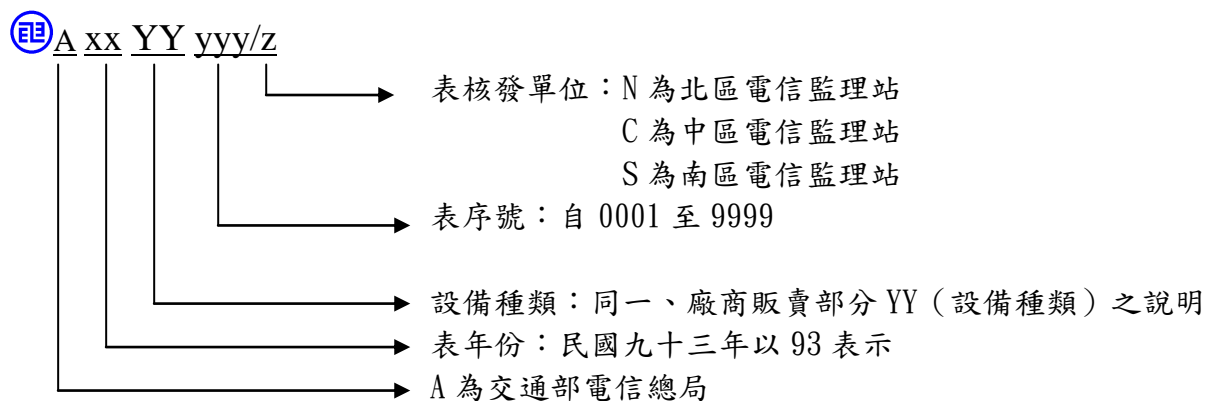 A xx YY yyy/z
表核發單位：N 為北區電信監理站
C 為中區電信監理站
S 為南區電信監理站
表序號：自 0001 至 9999
設備種類：同一、廠商販賣部分 YY（設備種類）之說明
表年份：民國九十三年以 93 表示
A 為交通部電信總局